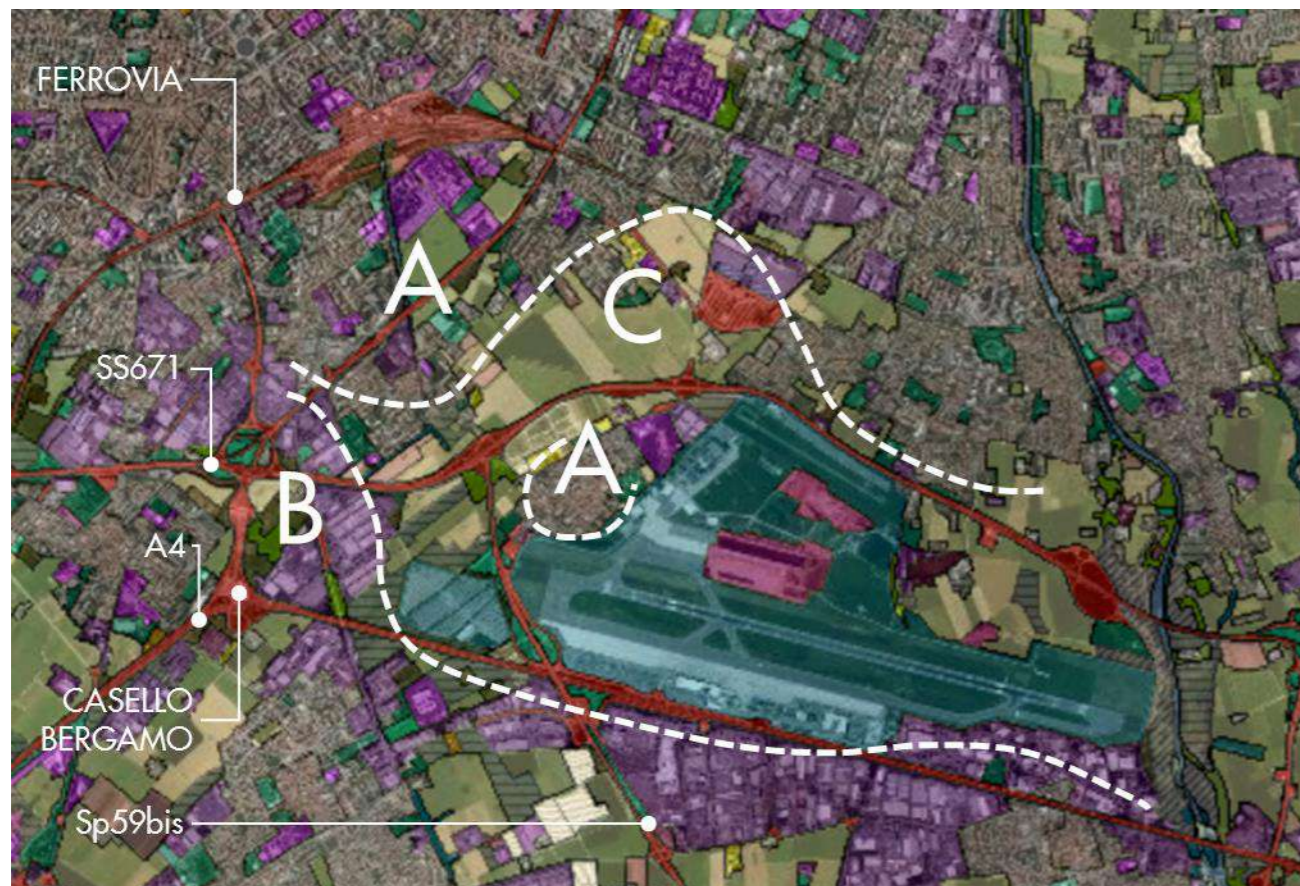 FERROVIA
A
C
SS671
A
B
A4
CASELLO
BERGAMO
Sp59bis